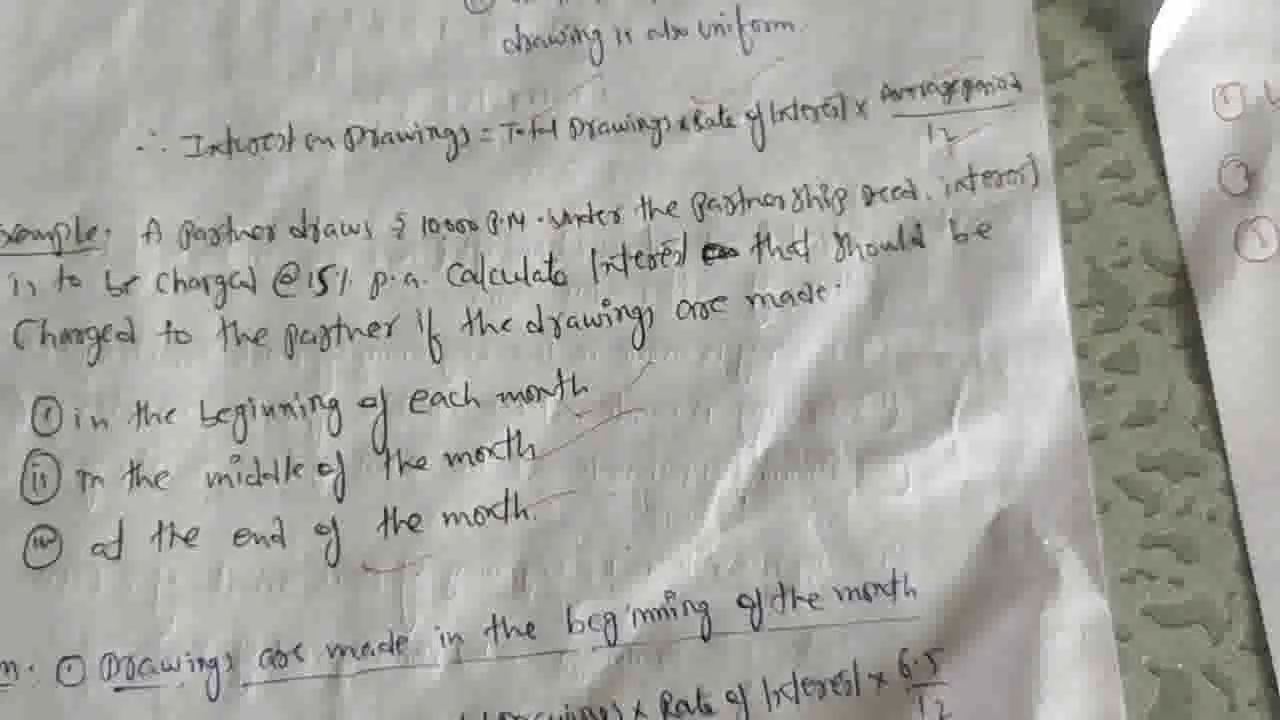 drawing is also uniform.
∴ Interest on Drawings = Total Drawings x Rate of Interest x Average period
12
Example. A partner draws ₹ 10,000 P.M. Under the partnership deed, interest
is to be charged @ 15% p.a. Calculate Interest that should be
Charged to the partner if the drawings are made.
(i) in the beginning of each month
(ii) in the middle of the month
(iii) at the end of the month.
n. (i) Drawings are made in the beginning of the month
Drawings x Rate of Interest x 6.5
12